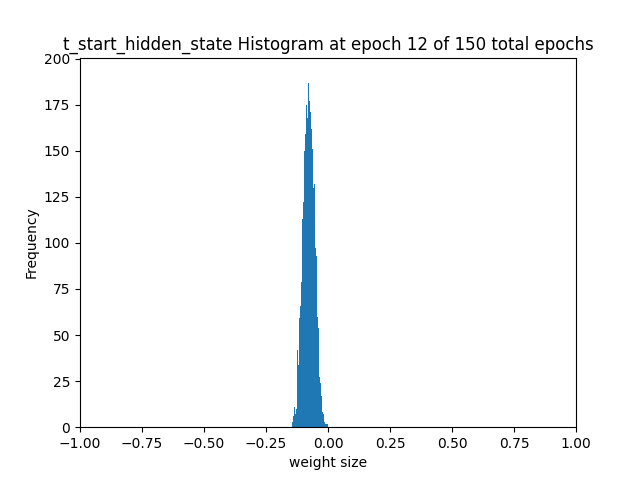 t_start_hidden_state Histogram at epoch 12 of 150 total epochs
200
175
150
125
100
75
50
25
0
Frequency
−1.00 −0.75 −0.50 −0.25 0.00 0.25 0.50 0.75 1.00
weight size